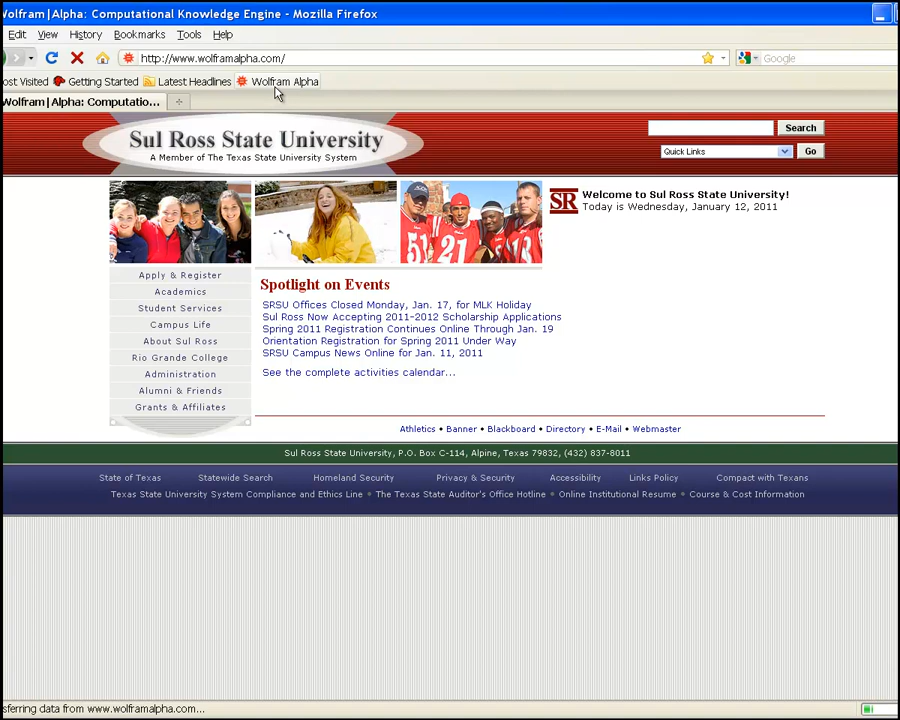 Wolfram|Alpha: Computational Knowledge Engine - Mozilla Firefox
Edit View History Bookmarks Tools Help
http://www.wolframalpha.com/ Google
ost Visited Getting Started Latest Headlines Wolfram Alpha
Wolfram|Alpha: Computatio...
Sul Ross State University
A Member of The Texas State University System
Search
Quick Links Go
51 21 13
SR
Welcome to Sul Ross State University!
Today is Wednesday, January 12, 2011
Apply & Register
Academics
Student Services
Campus Life
About Sul Ross
Rio Grande College
Administration
Alumni & Friends
Grants & Affiliates
Spotlight on Events
SRSU Offices Closed Monday, Jan. 17, for MLK Holiday
Sul Ross Now Accepting 2011-2012 Scholarship Applications
Spring 2011 Registration Continues Online Through Jan. 19
Orientation Registration for Spring 2011 Under Way
SRSU Campus News Online for Jan. 11, 2011
See the complete activities calendar...
Athletics • Banner • Blackboard • Directory • E-Mail • Webmaster
Sul Ross State University, P.O. Box C-114, Alpine, Texas 79832, (432) 837-8011
State of Texas Statewide Search Homeland Security Privacy & Security Accessibility Links Policy Compact with Texans
Texas State University System Compliance and Ethics Line • The Texas State Auditor's Office Hotline • Online Institutional Resume • Course & Cost Information
sferring data from www.wolframalpha.com...